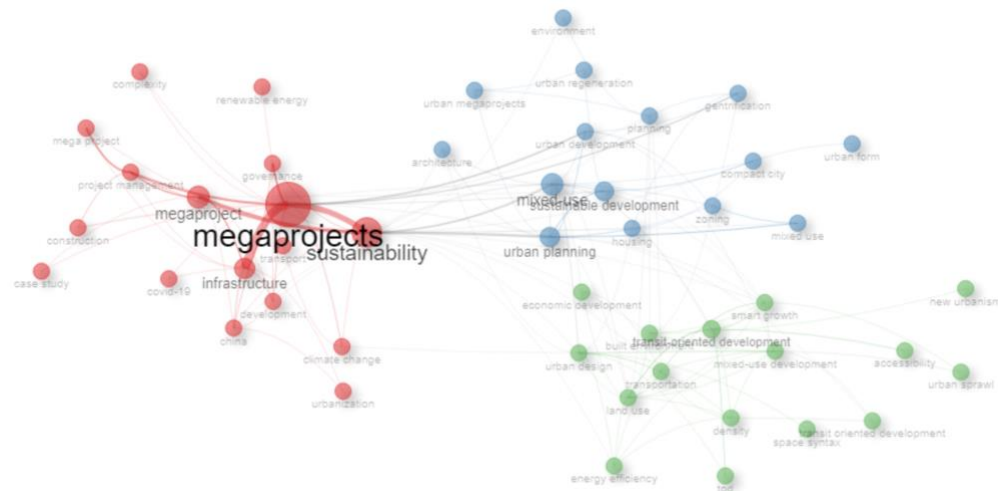 environment
complexity
urban regeneration
renewable energy
urban megaprojects
gentrification
planning
mega project
urban development
architecture
urban form
governance
compact city
project management
mixed-use
sustainable development
megaproject
zoning
construction
megaprojects
housing
mixed use
sustainability
urban planning
transport
case study
infrastructure
covid-19
economic development
new urbanism
development
smart growth
china
transit-oriented development
climate change
urban design
mixed-use development
accessibility
transportation
urban sprawl
urbanization
land use
density
transit oriented development
space syntax
energy efficiency
tod